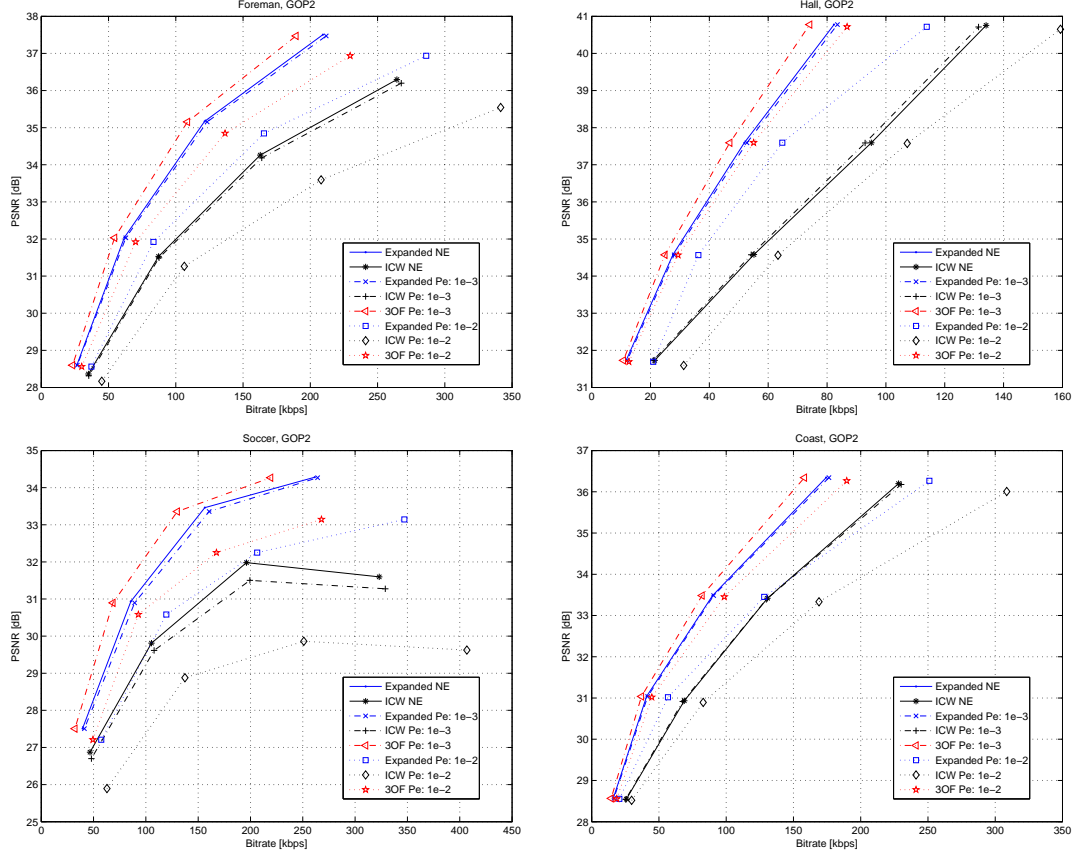 Foreman, GOP2
38
37
36
35
34
33
32
31
30
29
28
PSNR [dB]
0 50 100 150 200 250 300 350
Bitrate [kbps]
Expanded NE
ICW NE
Expanded Pe: 1e−3
ICW Pe: 1e−3
3OF Pe: 1e−3
Expanded Pe: 1e−2
ICW Pe: 1e−2
3OF Pe: 1e−2
Hall, GOP2
41
40
39
38
37
36
35
34
33
32
31
PSNR [dB]
0 20 40 60 80 100 120 140 160
Bitrate [kbps]
Expanded NE
ICW NE
Expanded Pe: 1e−3
ICW Pe: 1e−3
3OF Pe: 1e−3
Expanded Pe: 1e−2
ICW Pe: 1e−2
3OF Pe: 1e−2
Soccer, GOP2
35
34
33
32
31
30
29
28
27
26
25
PSNR [dB]
0 50 100 150 200 250 300 350 400 450
Bitrate [kbps]
Expanded NE
ICW NE
Expanded Pe: 1e−3
ICW Pe: 1e−3
3OF Pe: 1e−3
Expanded Pe: 1e−2
ICW Pe: 1e−2
3OF Pe: 1e−2
Coast, GOP2
37
36
35
34
33
32
31
30
29
28
PSNR [dB]
0 50 100 150 200 250 300 350
Bitrate [kbps]
Expanded NE
ICW NE
Expanded Pe: 1e−3
ICW Pe: 1e−3
3OF Pe: 1e−3
Expanded Pe: 1e−2
ICW Pe: 1e−2
3OF Pe: 1e−2